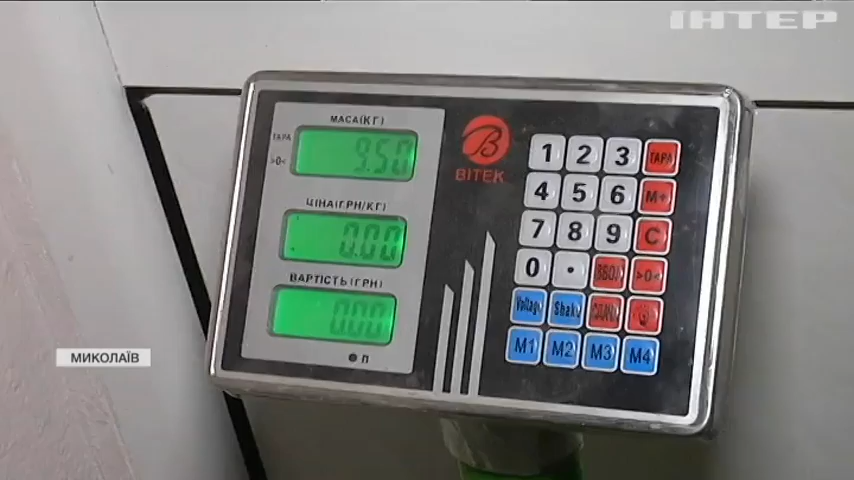 ІНТЕР
МАСА(КГ)
ТАРА
>0<
9.50
ЦІНА(ГРН/КГ)
0.00
ВАРТІСТЬ(ГРН)
0.00
BITEK
1 2 3 ТАРА
4 5 6 M+
7 8 9 C
0 . >0<
Voltage Shake
M1 M2 M3 M4
МИКОЛАЇВ